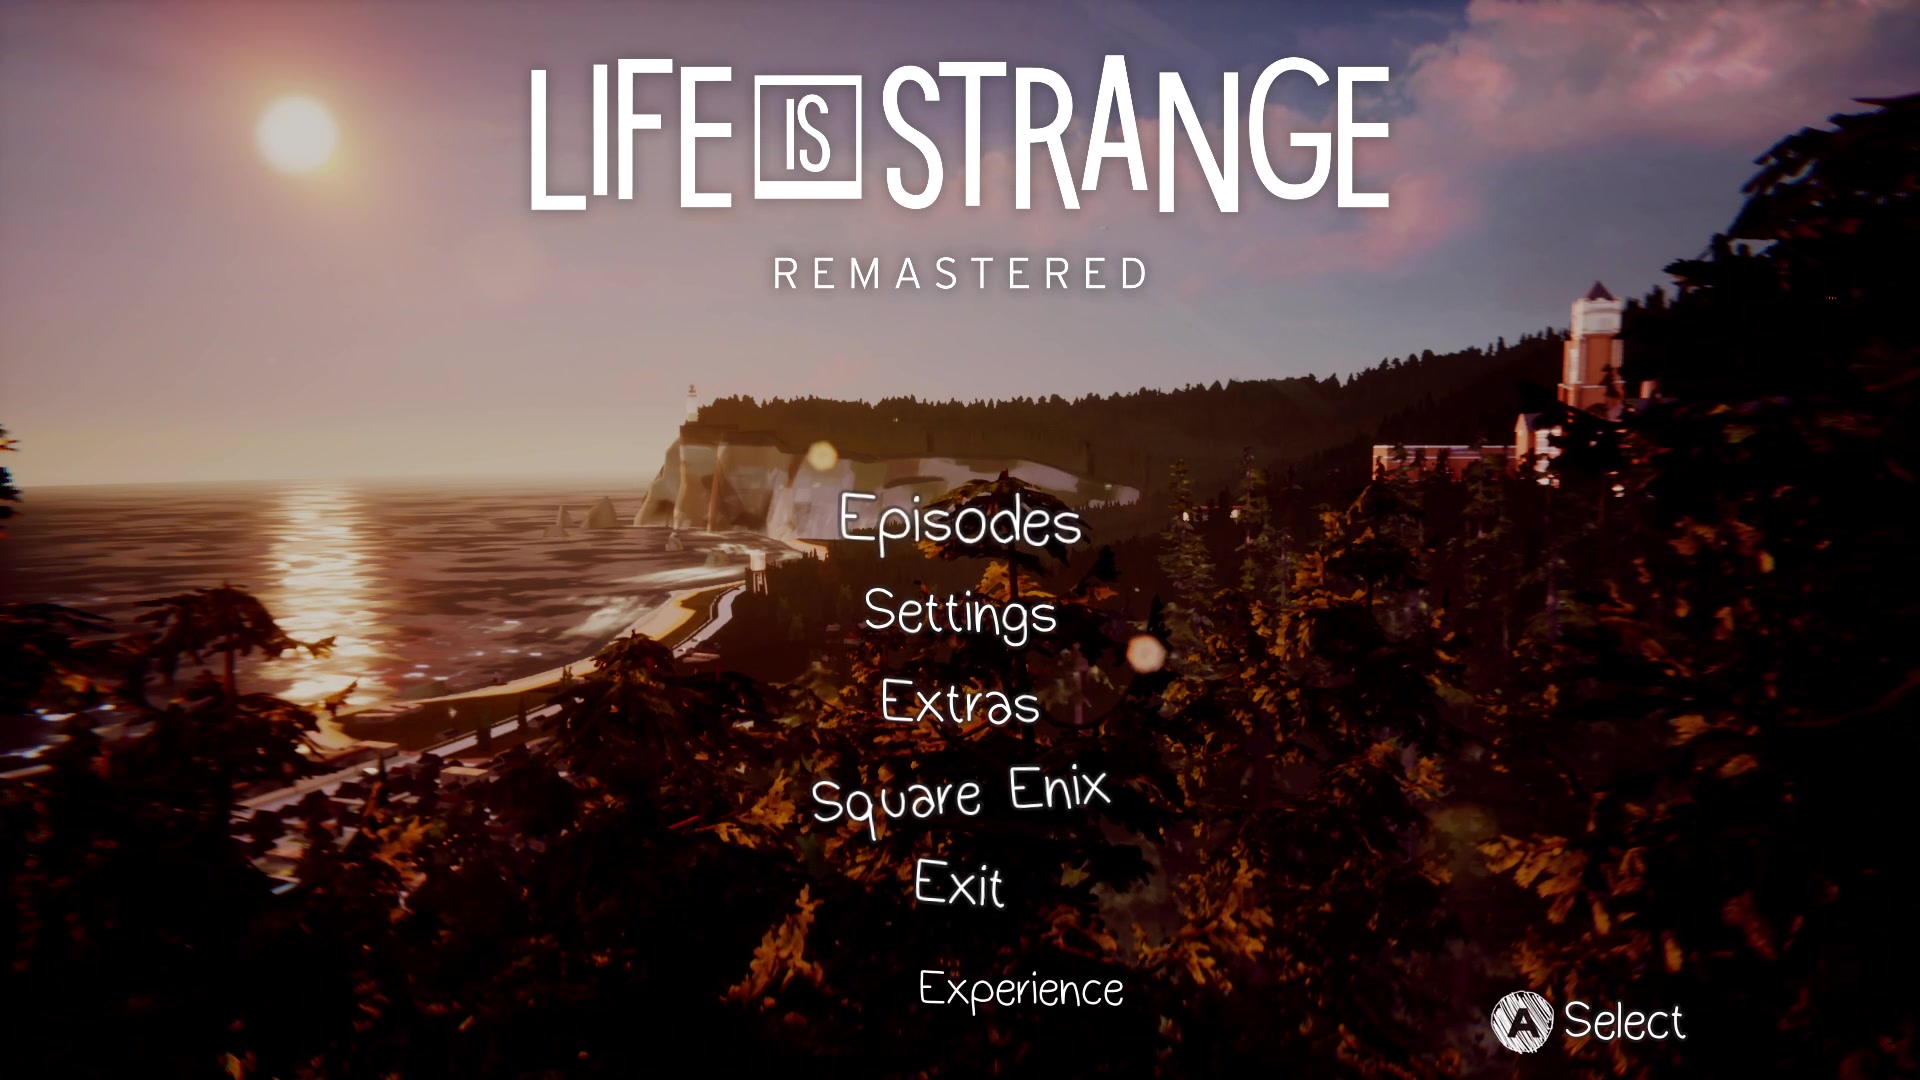 LIFE IS STRANGE
REMASTERED
Episodes
Settings
Extras
Square Enix
Exit
Experience
A Select